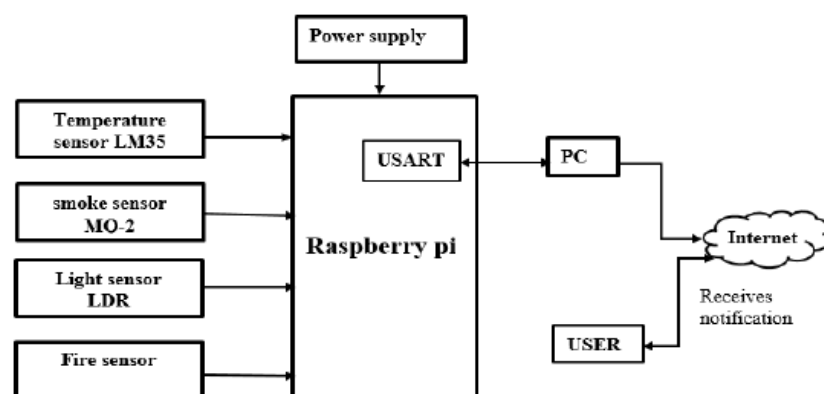 Power supply
Temperature
sensor LM35
smoke sensor
MO-2
Light sensor
LDR
Fire sensor
USART
Raspberry pi
PC
Internet
Receives
notification
USER